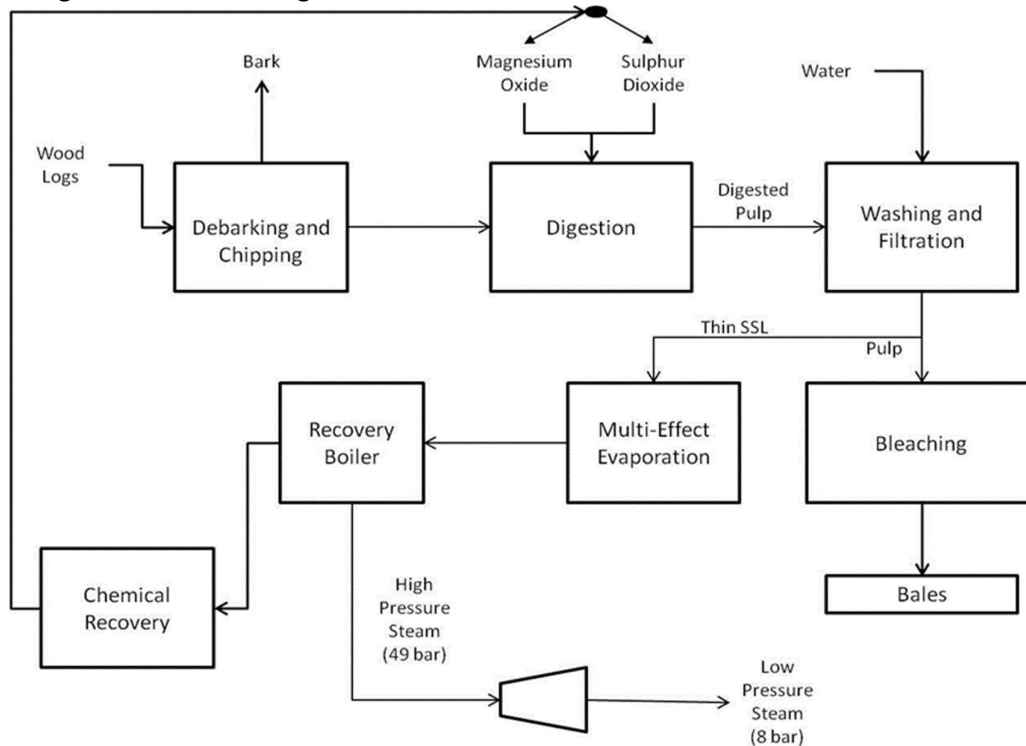 Bark
Magnesium
Oxide
Sulphur
Dioxide
Water
Wood
Logs
Debarking and
Chipping
Digestion
Digested
Pulp
Washing and
Filtration
Thin SSL
Pulp
Recovery
Boiler
Multi-Effect
Evaporation
Bleaching
Chemical
Recovery
High
Pressure
Steam
(49 bar)
Bales
Low
Pressure
Steam
(8 bar)